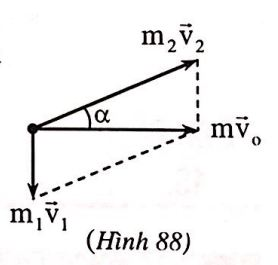 m₂v⃗₂
α
mv⃗ₒ
m₁v⃗₁
(Hình 88)